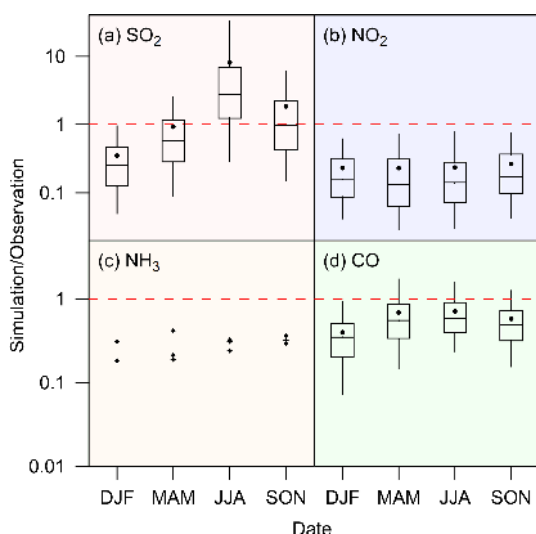 (a) SO2
(b) NO2
10
1
0.1
(c) NH3
(d) CO
1
0.1
0.01
Simulation/Observation
DJF MAM JJA SON DJF MAM JJA SON
Date